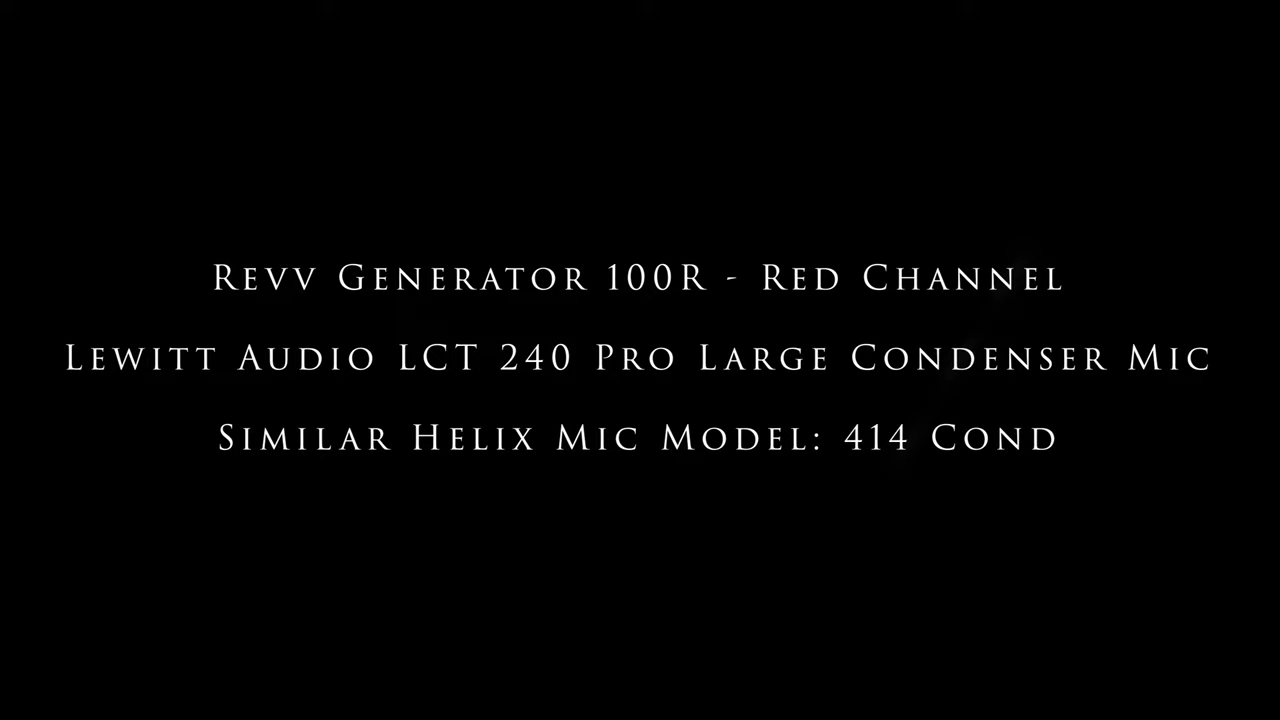 Revv Generator 100R - Red Channel
Lewitt Audio LCT 240 Pro Large Condenser Mic
Similar Helix Mic Model: 414 Cond